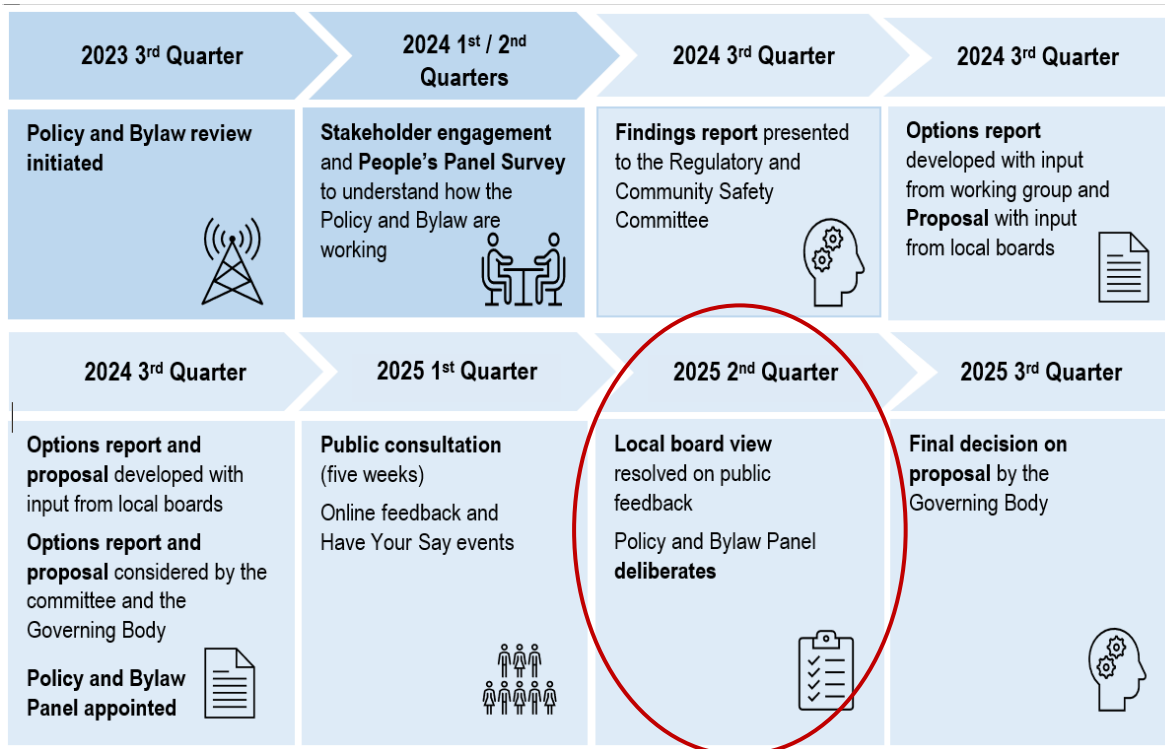 2023 3rd Quarter
2024 1st / 2nd
Quarters
2024 3rd Quarter
2024 3rd Quarter
Policy and Bylaw review
initiated
Stakeholder engagement
and People's Panel Survey
to understand how the
Policy and Bylaw are
working
Findings report presented
to the Regulatory and
Community Safety
Committee
Options report
developed with input
from working group and
Proposal with input
from local boards
2024 3rd Quarter
2025 1st Quarter
2025 2nd Quarter
2025 3rd Quarter
Options report and
proposal developed with
input from local boards
Options report and
proposal considered by the
committee and the
Governing Body
Policy and Bylaw
Panel appointed
Public consultation
(five weeks)
Online feedback and
Have Your Say events
Local board view
resolved on public
feedback
Policy and Bylaw Panel
deliberates
Final decision on
proposal by the
Governing Body